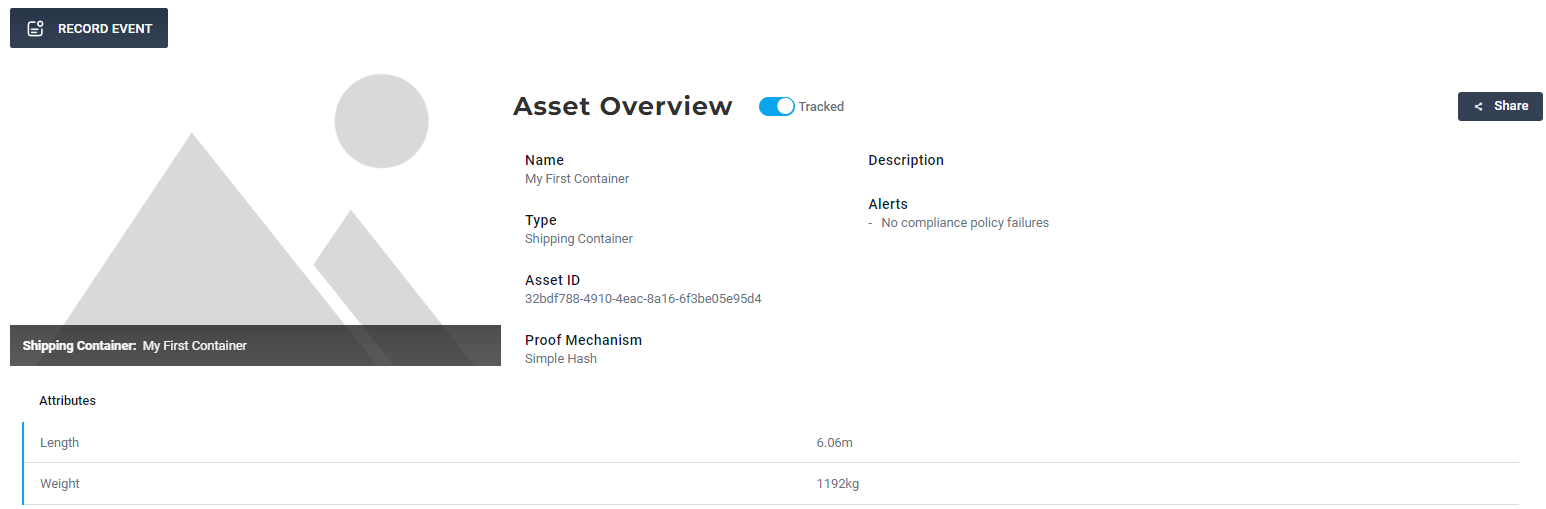 RECORD EVENT
Asset Overview
Tracked
Share
Name
My First Container
Description
Type
Shipping Container
Alerts
- No compliance policy failures
Asset ID
32bdf788-4910-4eac-8a16-6f3be05e95d4
Proof Mechanism
Simple Hash
Shipping Container: My First Container
Attributes
Length 6.06m
Weight 1192kg